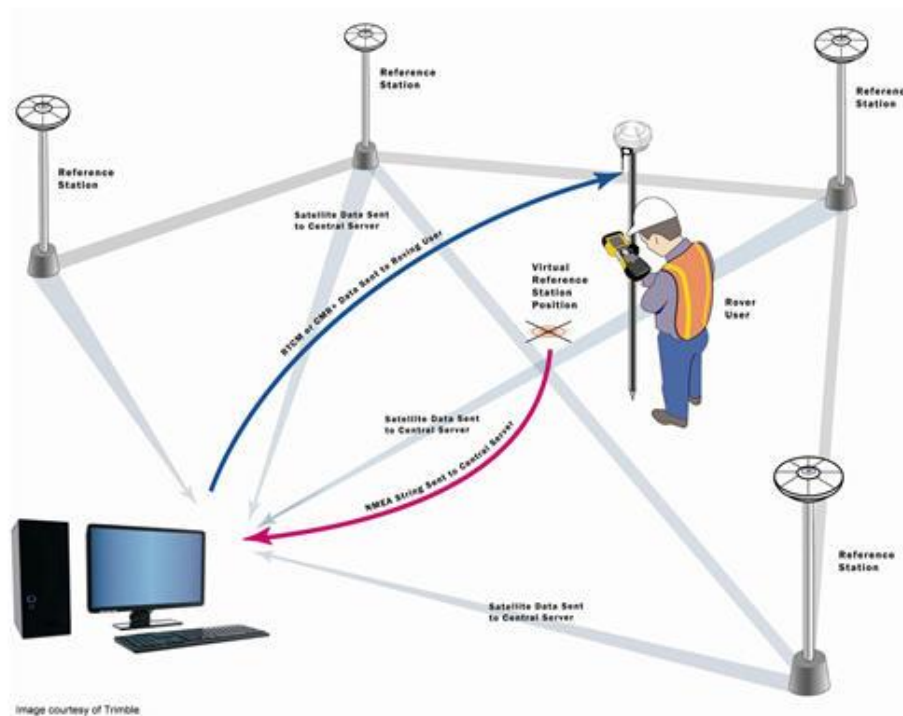 Reference
Station
Reference
Station
Reference
Station
Satellite Data Sent
to Central Server
RTCM or CMR+ Data Sent to Roving User
Virtual
Reference
Station
Position
Rover
User
Satellite Data Sent
to Central Server
NMEA String Sent to Central Server
Reference
Station
Satellite Data Sent
to Central Server
Image courtesy of Trimble